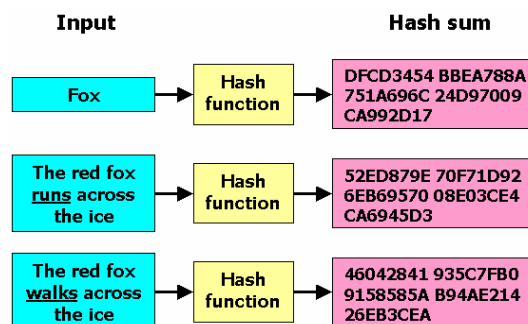 Input
Hash sum
Fox
Hash
function
DFCD3454 BBEA788A
751A696C 24D97009
CA992D17
The red fox
runs across
the ice
Hash
function
52ED879E 70F71D92
6EB69570 08E03CE4
CA6945D3
The red fox
walks across
the ice
Hash
function
46042841 935C7FB0
9158585A B94AE214
26EB3CEA